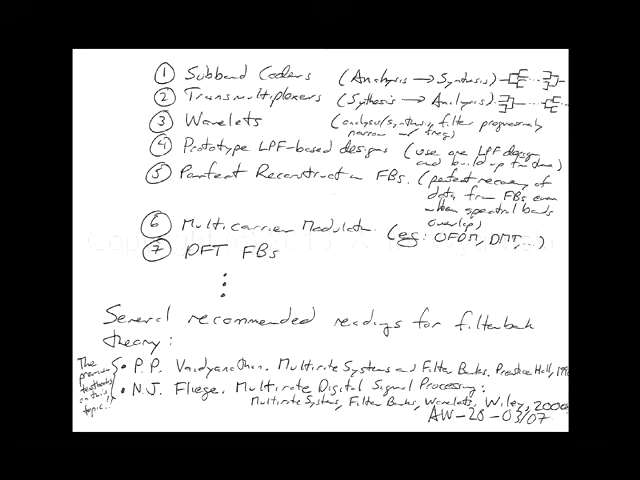 ① Subband Coders (Analysis → Synthesis)
② Transmultiplexers (Sythesis → Analysis)
③ Wavelets (analysis/synthesis filter progressively
narrow w/ freq)
④ Prototype LPF-based designs (use one LPF design
and build up from there)
⑤ Perfect Reconstruction FBs. (perfect recovery of
data from FBs even
when spectral bands
overlap)
⑥ Multicarrier Modulation (eg: OFDM, DMT, ...)
⑦ DFT FBs
Several recommended readings for filterbank
theory:
The
premier
textbooks
on this
topic!!
• P.P. Vaidyanathan. Multirate Systems and Filter Banks. Prentice Hall, 199
• N.J. Fliege. Multirate Digital Signal Processing:
Multirate Systems, Filter Banks, Wavelets, Wiley, 2000
AW-20-03/07